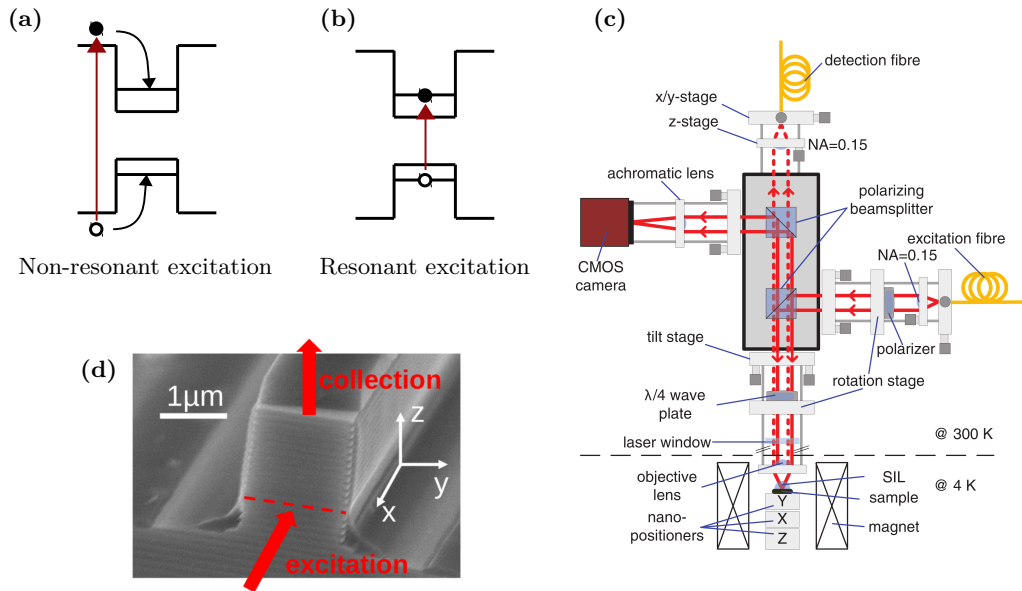 (a)
Non-resonant excitation
(b)
Resonant excitation
(c)
detection fibre
x/y-stage
z-stage
NA=0.15
achromatic lens
polarizing
beamsplitter
excitation fibre
NA=0.15
CMOS
camera
tilt stage
polarizer
rotation stage
λ/4 wave
plate
laser window
@ 300 K
objective
lens
SIL
@ 4 K
sample
nano-
positioners
magnet
Y
X
Z
(d)
collection
1μm
z
y
x
excitation